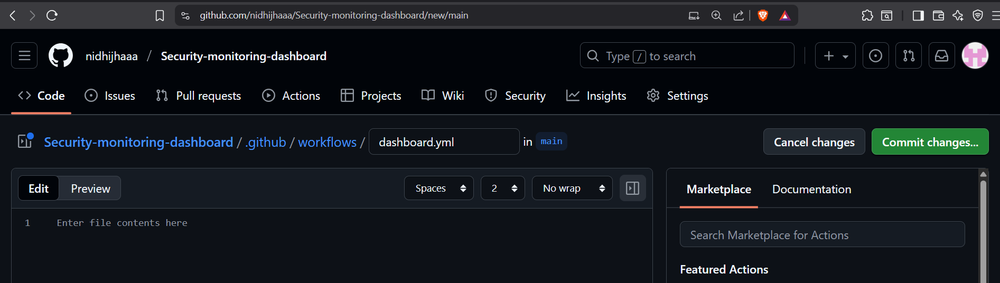 github.com/nidhijhaaa/Security-monitoring-dashboard/new/main
nidhijhaaa / Security-monitoring-dashboard
Type / to search
Code Issues Pull requests Actions Projects Wiki Security Insights Settings
Security-monitoring-dashboard / .github / workflows / dashboard.yml in main
Cancel changes Commit changes...
Edit Preview Spaces 2 No wrap
Marketplace Documentation
1 Enter file contents here
Search Marketplace for Actions
Featured Actions